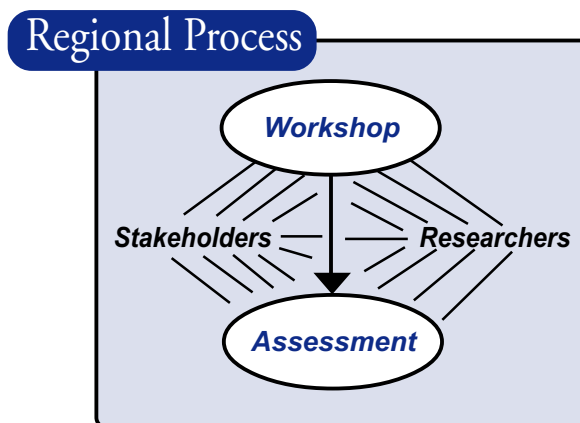 Regional Process
Workshop
Stakeholders Researchers
Assessment